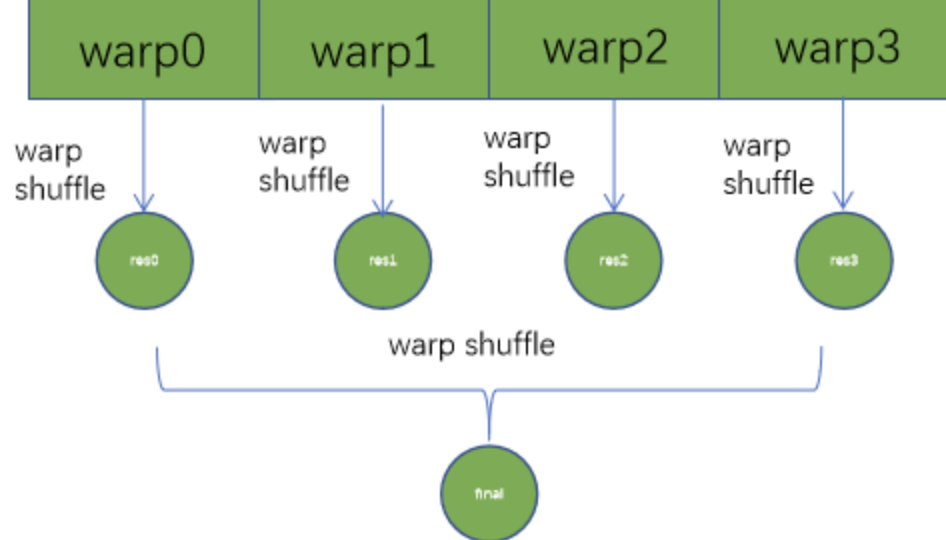 warp0
warp1
warp2
warp3
warp
shuffle
warp
shuffle
warp
shuffle
warp
shuffle
res0
res1
res2
res3
warp shuffle
final